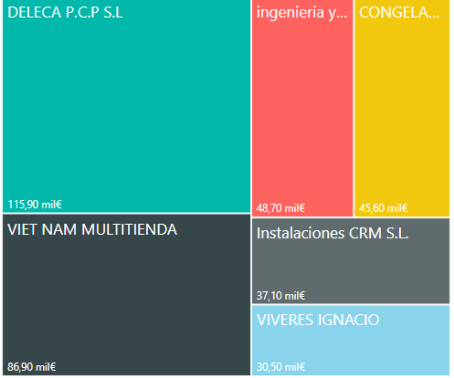 DELECA P.C.P S.L
115,90 mil€
ingenieria y...
48,70 mil€
CONGELA...
45,60 mil€
VIET NAM MULTITIENDA
86,90 mil€
Instalaciones CRM S.L.
37,10 mil€
VIVERES IGNACIO
30,50 mil€